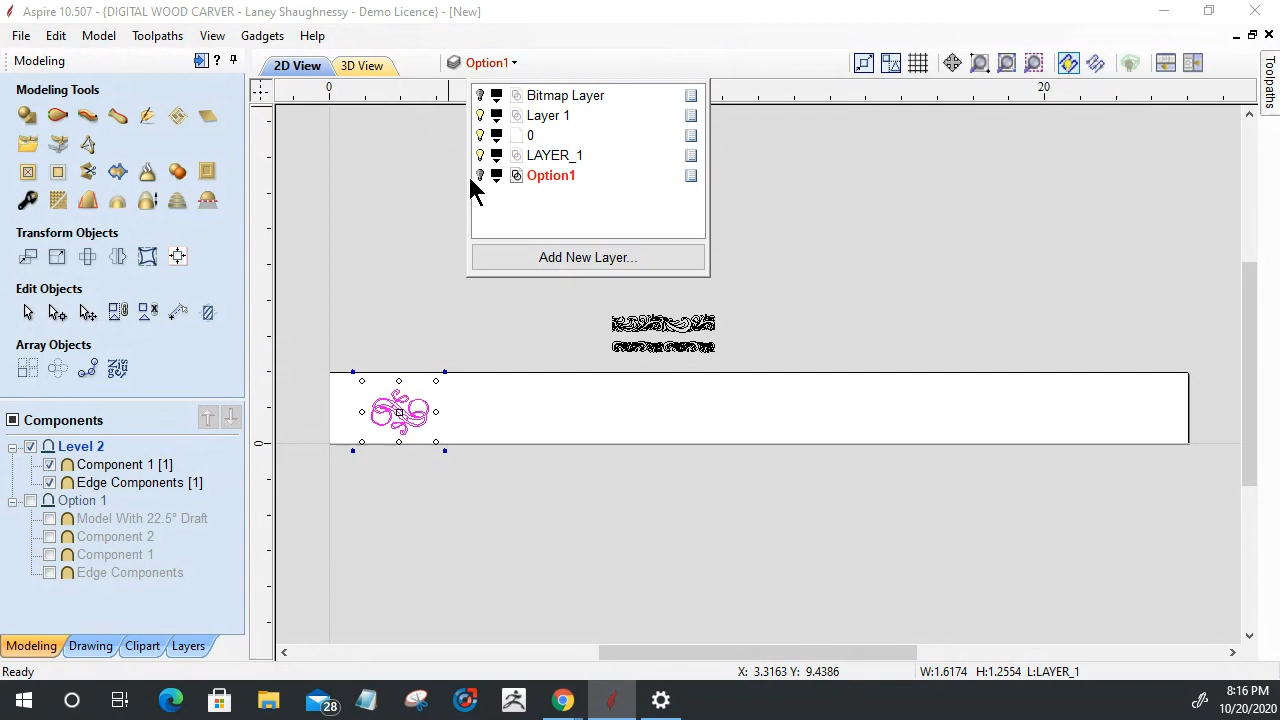 Aspire 10.507 - {DIGITAL WOOD CARVER - Laney Shaughnessy - Demo Licence} - [New]
File Edit Model Toolpaths View Gadgets Help
Modeling
2D View 3D View Option1
Toolpaths
0 20
Modeling Tools
Bitmap Layer
Layer 1
0
LAYER_1
Option1
Add New Layer...
Transform Objects
Edit Objects
Array Objects
0
Components
Level 2
Component 1 [1]
Edge Components [1]
Option 1
Model With 22.5° Draft
Component 2
Component 1
Edge Components
Modeling Drawing Clipart Layers
Ready X: 3.3163 Y: 9.4386 W:1.6174 H:1.2554 L:LAYER_1
28
8:16 PM
10/20/2020